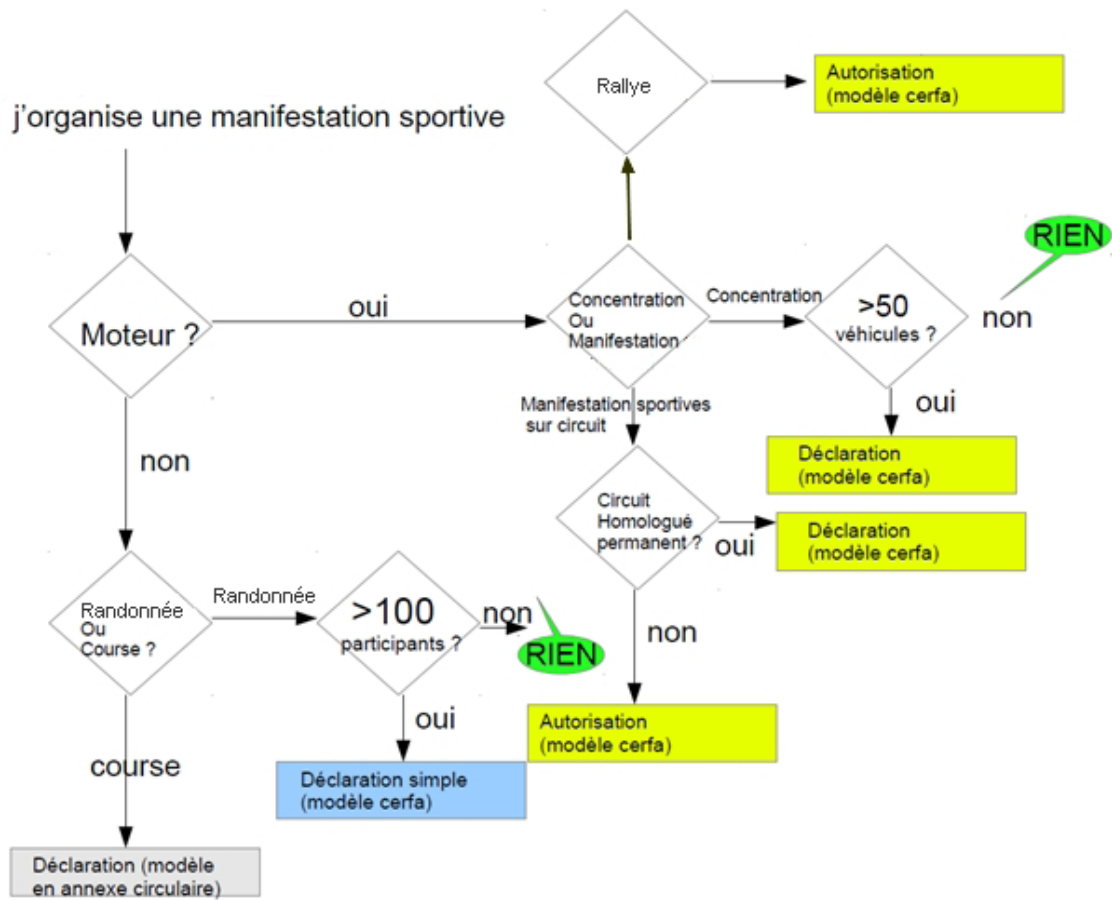 Rallye
Autorisation
(modèle cerfa)
j'organise une manifestation sportive
RIEN
Moteur ?
oui
Concentration
Ou
Manifestation
Concentration
>50
véhicules ?
non
oui
Manifestation sportives
sur circuit
non
Déclaration
(modèle cerfa)
Circuit
Homologué
permanent ?
oui
Déclaration
(modèle cerfa)
Randonnée
Ou
Course ?
Randonnée
>100
participants ?
non
RIEN
non
oui
Autorisation
(modèle cerfa)
course
Déclaration simple
(modèle cerfa)
Déclaration (modèle
en annexe circulaire)